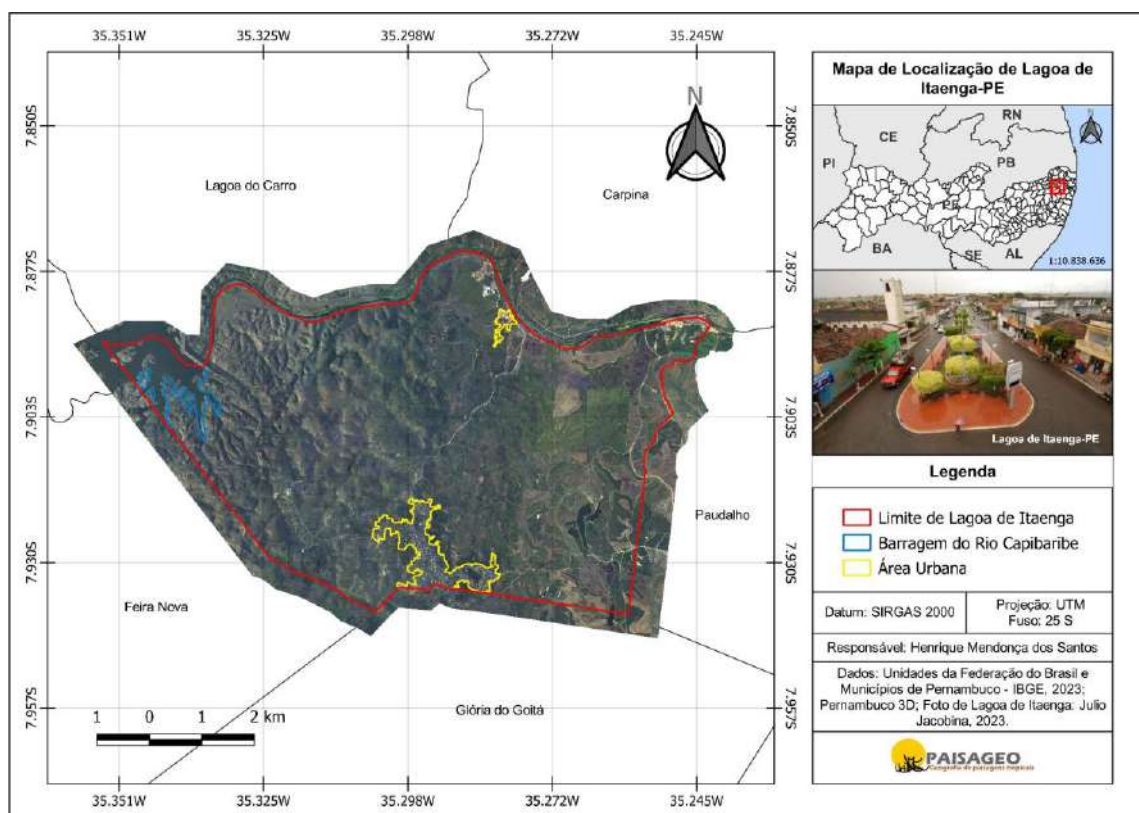 35.351W 35.325W 35.298W 35.272W 35.245W
7.850S 7.877S 7.903S 7.930S 7.957S
N
Lagoa do Carro
Carpina
Paudalho
Feira Nova
Glória do Goitá
1 0 1 2 km
7.850S 7.877S 7.903S 7.930S 7.957S
35.351W 35.325W 35.298W 35.272W 35.245W
Mapa de Localização de Lagoa de
Itaenga-PE
RN
N
CE
PI
PB
PE
BA
SE
AL
1:10.838.636
Lagoa de Itaenga-PE
Legenda
Limite de Lagoa de Itaenga
Barragem do Rio Capibaribe
Área Urbana
Datum: SIRGAS 2000
Projeção: UTM
Fuso: 25 S
Responsável: Henrique Mendonça dos Santos
Dados: Unidades da Federação do Brasil e
Municípios de Pernambuco - IBGE, 2023;
Pernambuco 3D; Foto de Lagoa de Itaenga: Julio
Jacobina, 2023.
PAISAGEO
Geografia de paisagens tropicais